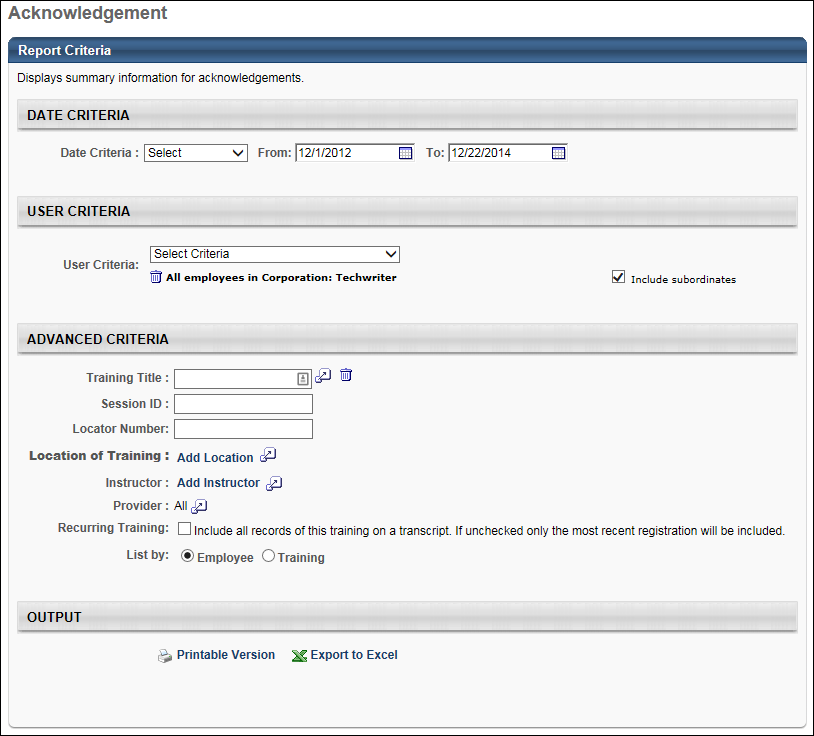 Acknowledgement
Report Criteria
Displays summary information for acknowledgements.
DATE CRITERIA
Date Criteria : Select From: 12/1/2012 To: 12/22/2014
USER CRITERIA
User Criteria: Select Criteria
All employees in Corporation: Techwriter Include subordinates
ADVANCED CRITERIA
Training Title :
Session ID :
Locator Number:
Location of Training : Add Location
Instructor : Add Instructor
Provider : All
Recurring Training: Include all records of this training on a transcript. If unchecked only the most recent registration will be included.
List by: Employee Training
OUTPUT
Printable Version Export to Excel